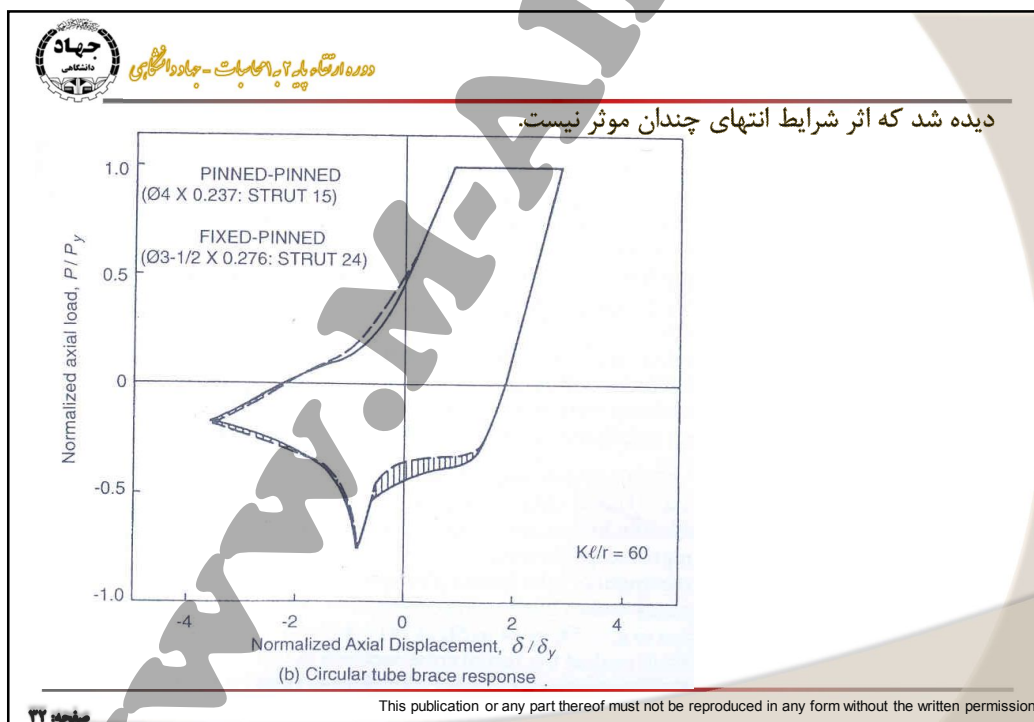 جهاد
دانشگاهی
دوره ارتقاء پایه ۲ به ۱ محاسبات - جهاد دانشگاهی
دیده شد که اثر شرایط انتهای چندان موثر نیست.
1.0
PINNED-PINNED
(Ø4 X 0.237: STRUT 15)
FIXED-PINNED
(Ø3-1/2 X 0.276: STRUT 24)
0.5
Normalized axial load, P / Py
0
-0.5
Kℓ/r = 60
-1.0
-4 -2 0 2 4
Normalized Axial Displacement, δ / δy
(b) Circular tube brace response
This publication or any part thereof must not be reproduced in any form without the written permission
صفحه: ۳۲
www.M-A